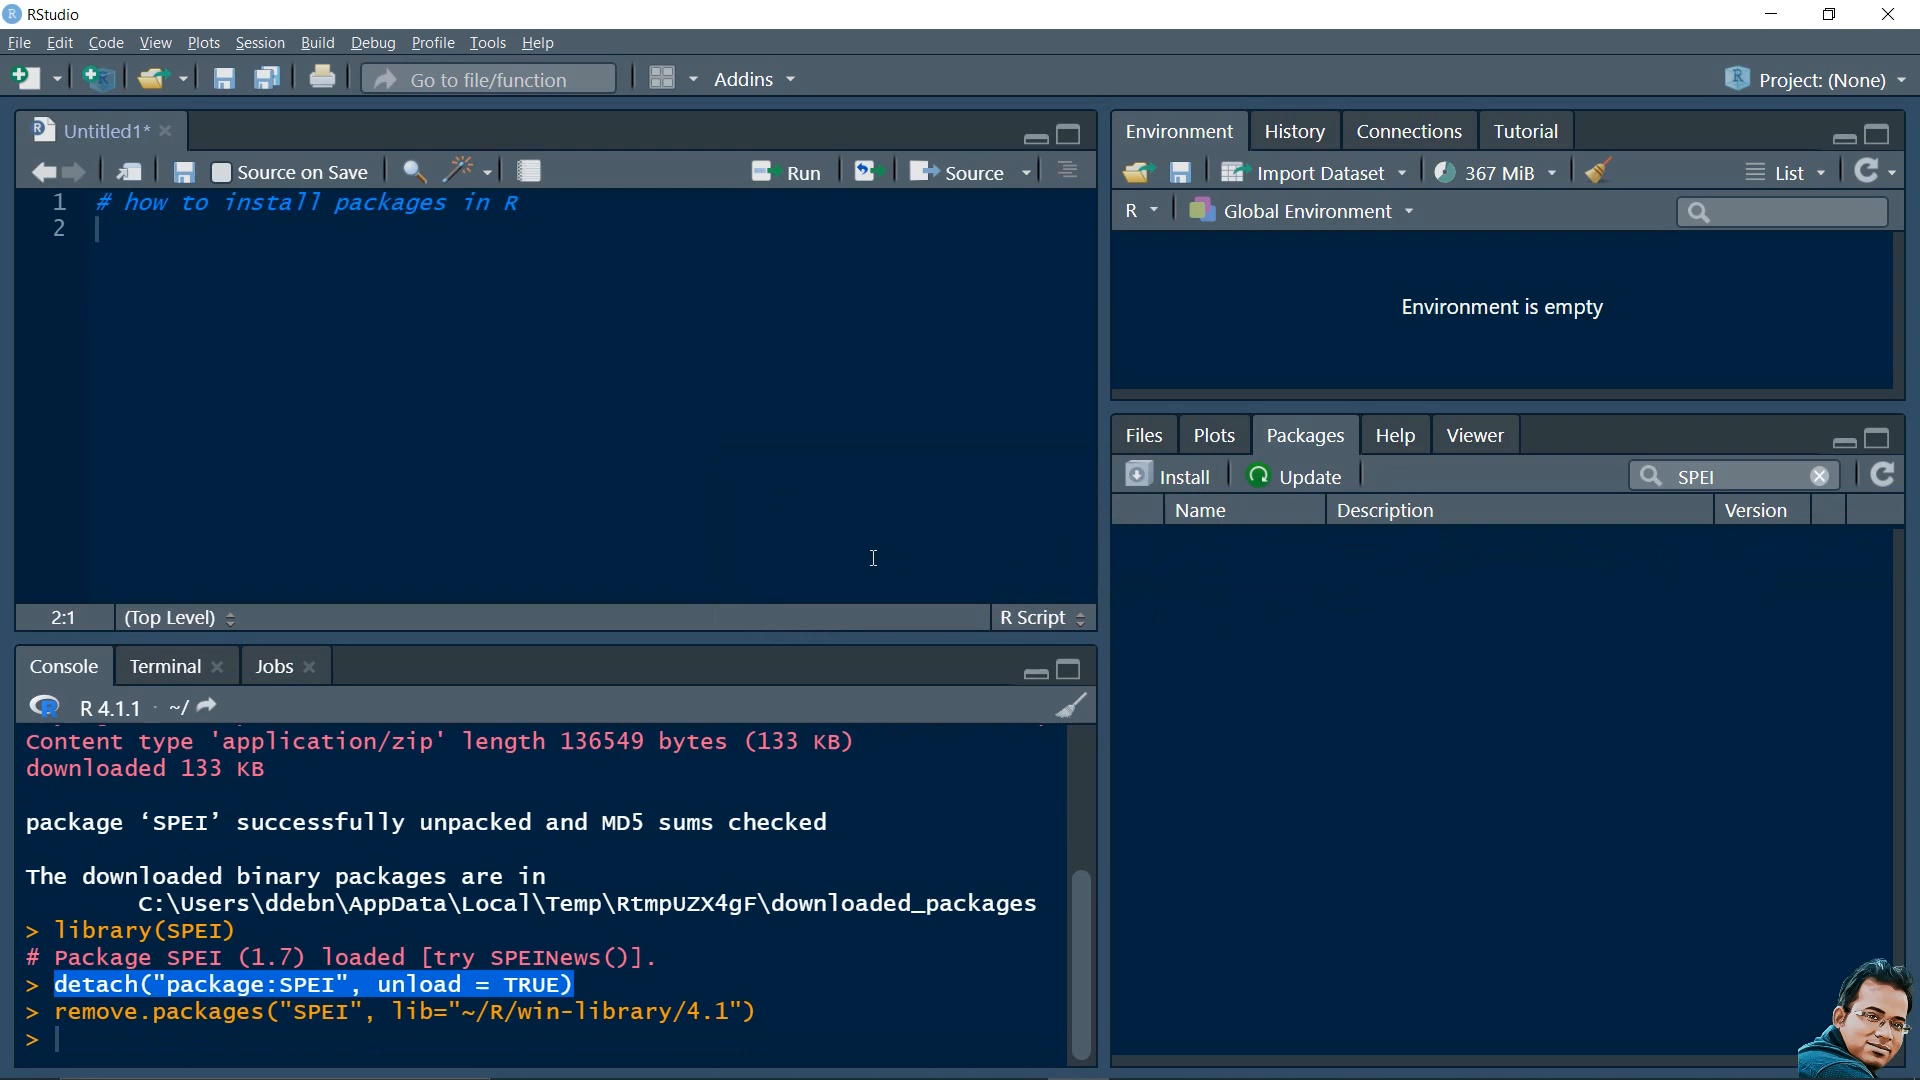 RStudio
File Edit Code View Plots Session Build Debug Profile Tools Help
Go to file/function Addins Project: (None)
Untitled1*
Source on Save Run Source
1 # how to install packages in R
2
2:1 (Top Level) R Script
Console Terminal Jobs
R 4.1.1 · ~/
Content type 'application/zip' length 136549 bytes (133 KB)
downloaded 133 KB
package ‘SPEI’ successfully unpacked and MD5 sums checked
The downloaded binary packages are in
C:\Users\ddebn\AppData\Local\Temp\RtmpUZX4gF\downloaded_packages
> library(SPEI)
# Package SPEI (1.7) loaded [try SPEINews()].
> detach("package:SPEI", unload = TRUE)
> remove.packages("SPEI", lib="~/R/win-library/4.1")
>
Environment History Connections Tutorial
Import Dataset 367 MiB List
R Global Environment
Environment is empty
Files Plots Packages Help Viewer
Install Update SPEI
Name Description Version